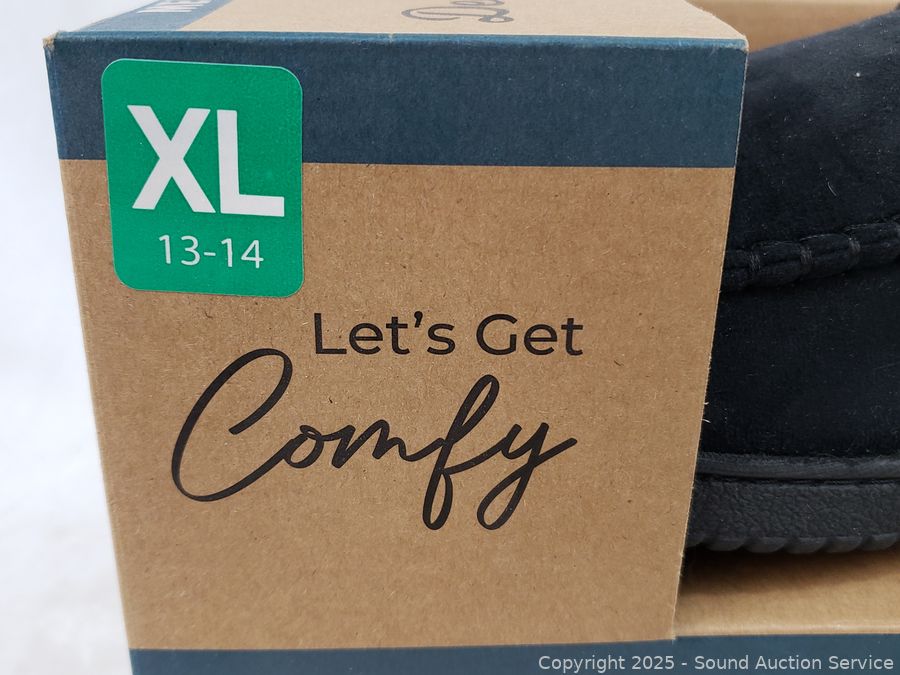 XL
13-14
Let's Get
Comfy
Copyright 2025 - Sound Auction Service